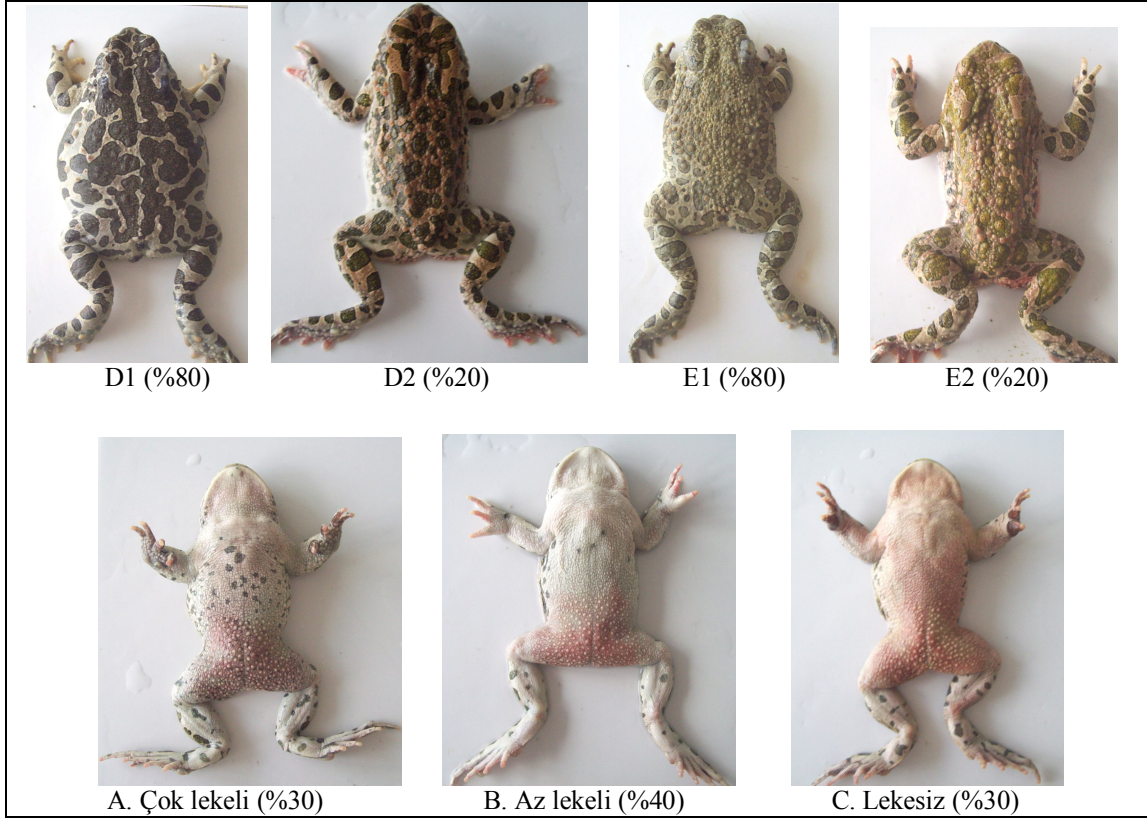 D1 (%80)
D2 (%20)
E1 (%80)
E2 (%20)
A. Çok lekeli (%30)
B. Az lekeli (%40)
C. Lekesiz (%30)